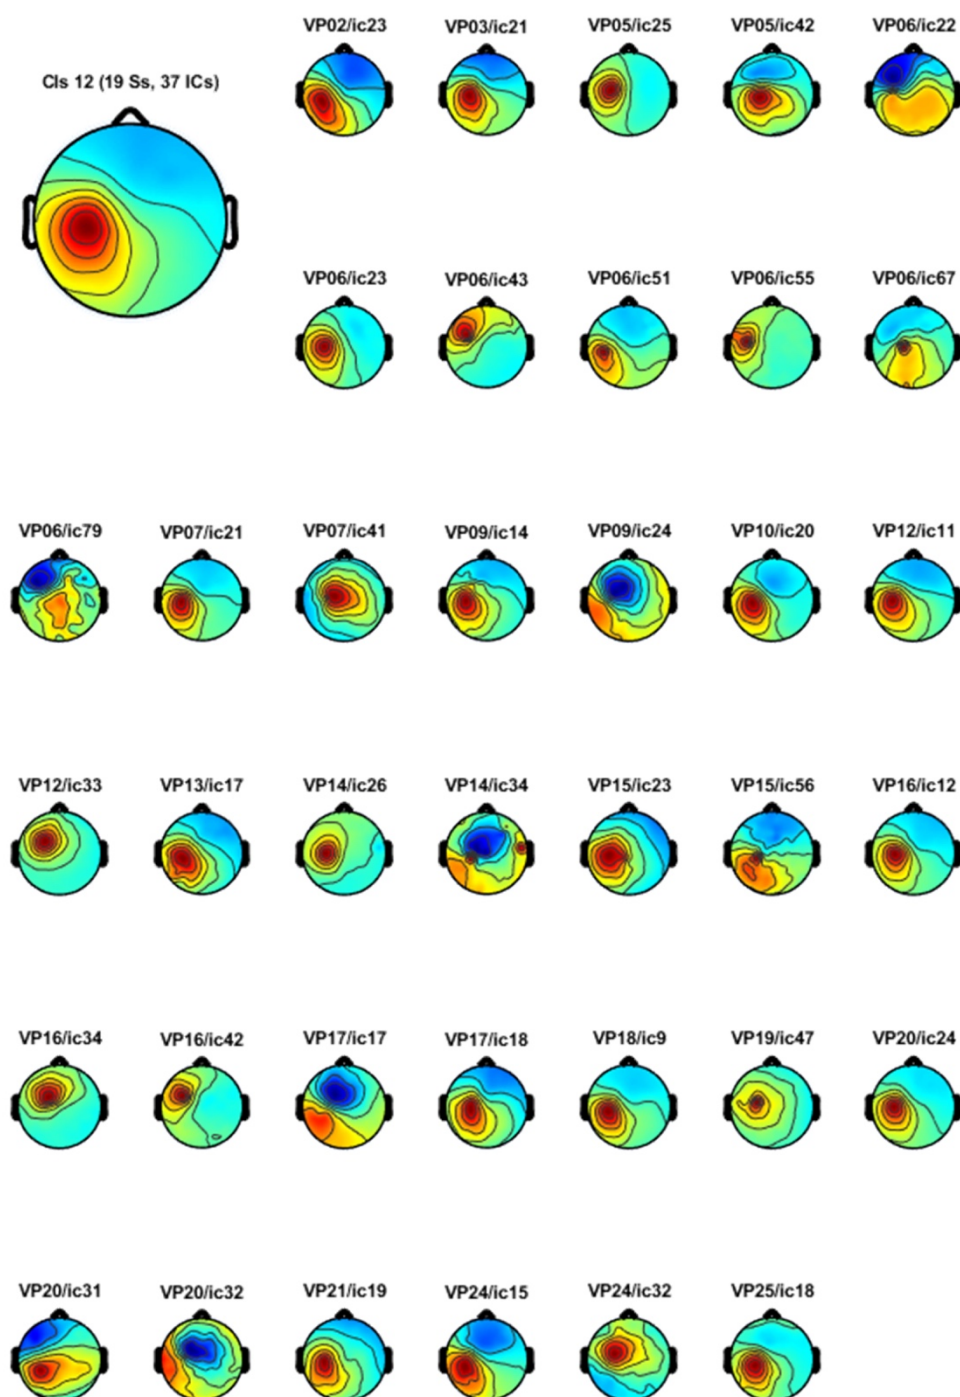 VP02/ic23 VP03/ic21 VP05/ic25 VP05/ic42 VP06/ic22
Cls 12 (19 Ss, 37 ICs)
VP06/ic23 VP06/ic43 VP06/ic51 VP06/ic55 VP06/ic67
VP06/ic79 VP07/ic21 VP07/ic41 VP09/ic14 VP09/ic24 VP10/ic20 VP12/ic11
VP12/ic33 VP13/ic17 VP14/ic26 VP14/ic34 VP15/ic23 VP15/ic56 VP16/ic12
VP16/ic34 VP16/ic42 VP17/ic17 VP17/ic18 VP18/ic9 VP19/ic47 VP20/ic24
VP20/ic31 VP20/ic32 VP21/ic19 VP24/ic15 VP24/ic32 VP25/ic18